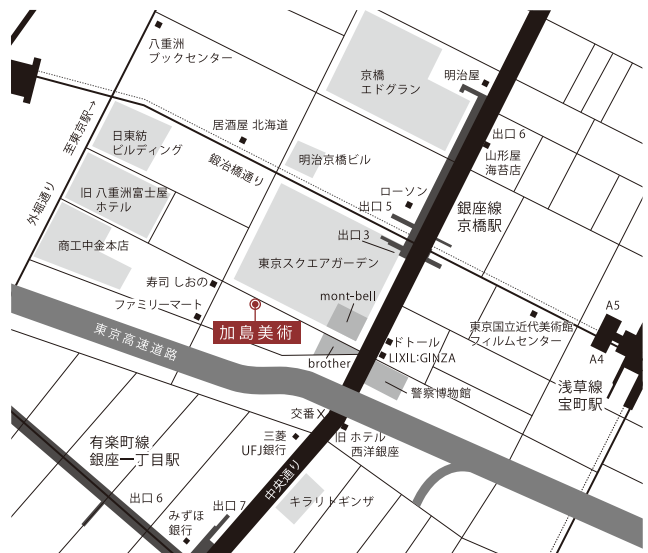 八重洲
ブックセンター
京橋
エドグラン
明治屋
至東京駅→
日東紡
ビルディング
居酒屋 北海道
鍛冶橋通り
明治京橋ビル
出口6
山形屋
海苔店
ローソン
出口5
銀座線
京橋駅
外堀通り
旧 八重洲富士屋
ホテル
商工中金本店
出口3
東京スクエアガーデン
寿司 しおの
ファミリーマート
mont-bell
加島美術
東京高速道路
brother
ドトール
LIXIL:GINZA
東京国立近代美術館
フィルムセンター
A5
A4
浅草線
宝町駅
警察博物館
交番X
三菱
UFJ銀行
旧 ホテル
西洋銀座
有楽町線
銀座一丁目駅
中央通り
出口6
みずほ
銀行
出口7
キラリトギンザ